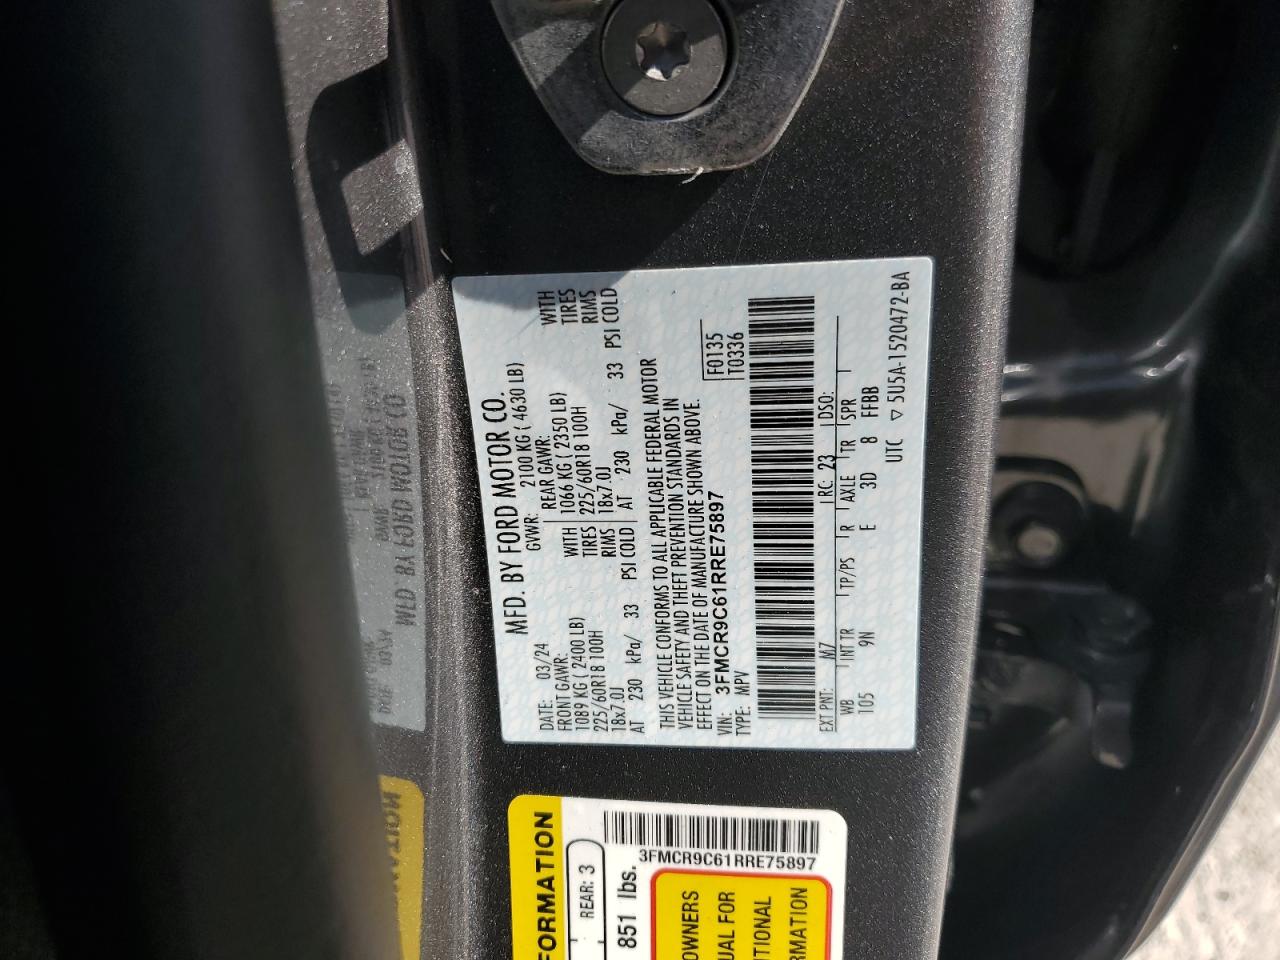 MFD. BY FORD MOTOR CO.
DATE: 03/24 GVWR: 2100 KG ( 4630 LB)
FRONT GAWR: REAR GAWR:
1089 KG ( 2400 LB) WITH 1066 KG ( 2350 LB) WITH
225/60R18 100H TIRES 225/60R18 100H TIRES
18x7.0J RIMS 18x7.0J RIMS
AT 230 kPa/ 33 PSI COLD AT 230 kPa/ 33 PSI COLD
THIS VEHICLE CONFORMS TO ALL APPLICABLE FEDERAL MOTOR
VEHICLE SAFETY AND THEFT PREVENTION STANDARDS IN
EFFECT ON THE DATE OF MANUFACTURE SHOWN ABOVE.
VIN: 3FMCR9C61RRE75897 F0135
TYPE: MPV T0336
EXT PNT: M7 RC: 23 DSO:
WB INT TR TP/PS R AXLE TR SPR
105 9N E 3D 8 FFBB
UTC ▽ 5U5A-1520472-BA
FORMATION
REAR: 3
851 lbs.
3FMCR9C61RRE75897
OWNERS
UAL FOR
TIONAL
RMATION